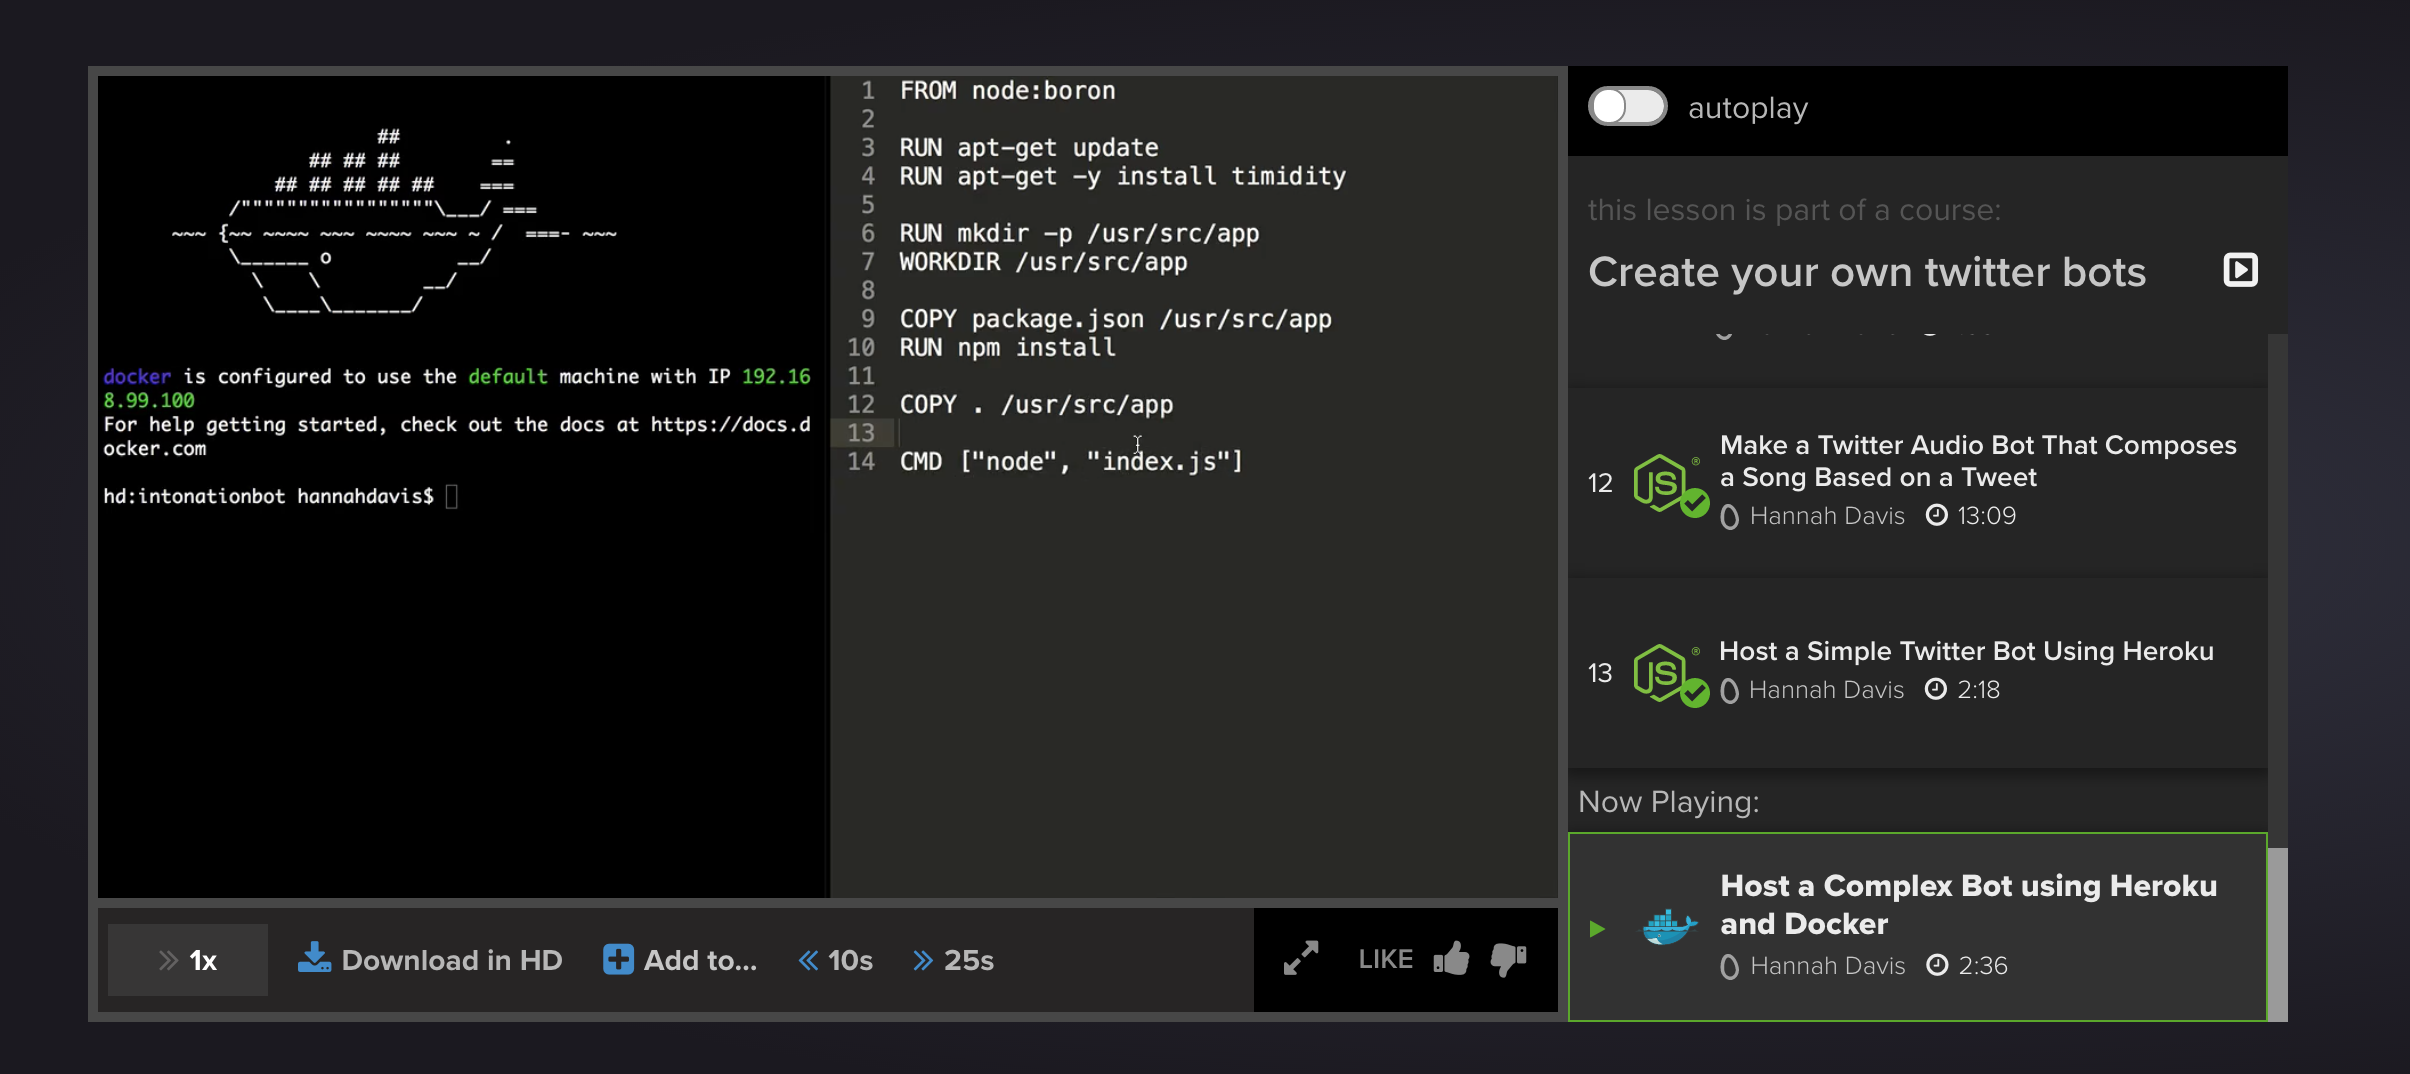 ##         .
                  ## ## ##        ==
               ## ## ## ## ##    ===
           /"""""""""""""""""\___/ ===
      ~~~ {~~ ~~~~ ~~~ ~~~~ ~~~ ~ /  ===- ~~~
           \______ o           __/
             \    \         __/
              \____\_______/
docker is configured to use the default machine with IP 192.16
8.99.100
For help getting started, check out the docs at https://docs.d
ocker.com
hd:intonationbot hannahdavis$
1 FROM node:boron
2
3 RUN apt-get update
4 RUN apt-get -y install timidity
5
6 RUN mkdir -p /usr/src/app
7 WORKDIR /usr/src/app
8
9 COPY package.json /usr/src/app
10 RUN npm install
11
12 COPY . /usr/src/app
13
14 CMD ["node", "index.js"]
1x
Download in HD
Add to...
10s
25s
LIKE
autoplay
this lesson is part of a course:
Create your own twitter bots
12
JS
Make a Twitter Audio Bot That Composes
a Song Based on a Tweet
Hannah Davis 13:09
13
JS
Host a Simple Twitter Bot Using Heroku
Hannah Davis 2:18
Now Playing:
Host a Complex Bot using Heroku
and Docker
Hannah Davis 2:36